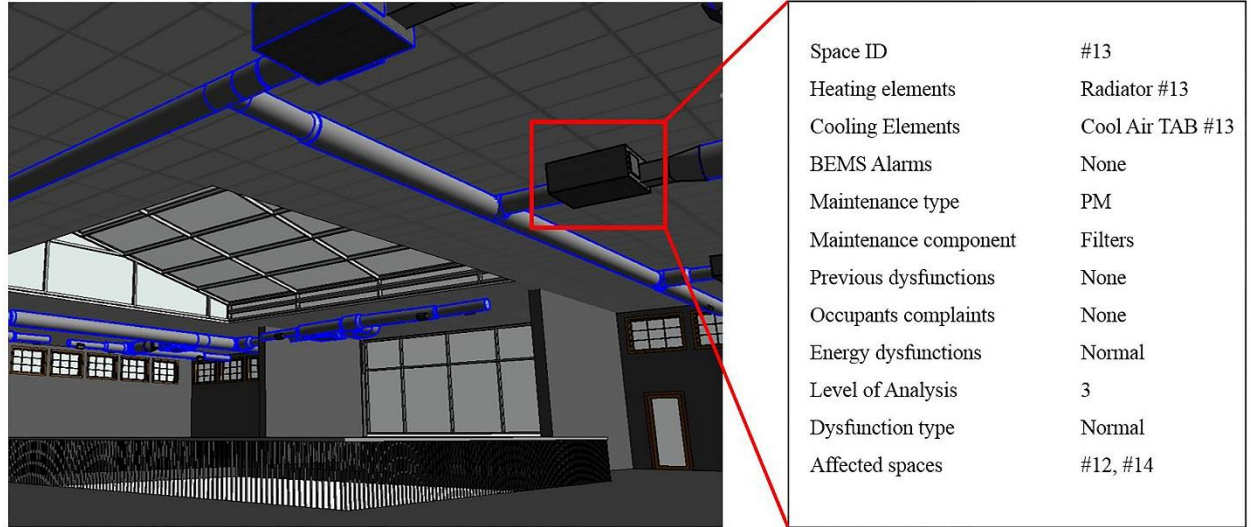 Space ID #13
Heating elements Radiator #13
Cooling Elements Cool Air TAB #13
BEMS Alarms None
Maintenance type PM
Maintenance component Filters
Previous dysfunctions None
Occupants complaints None
Energy dysfunctions Normal
Level of Analysis 3
Dysfunction type Normal
Affected spaces #12, #14